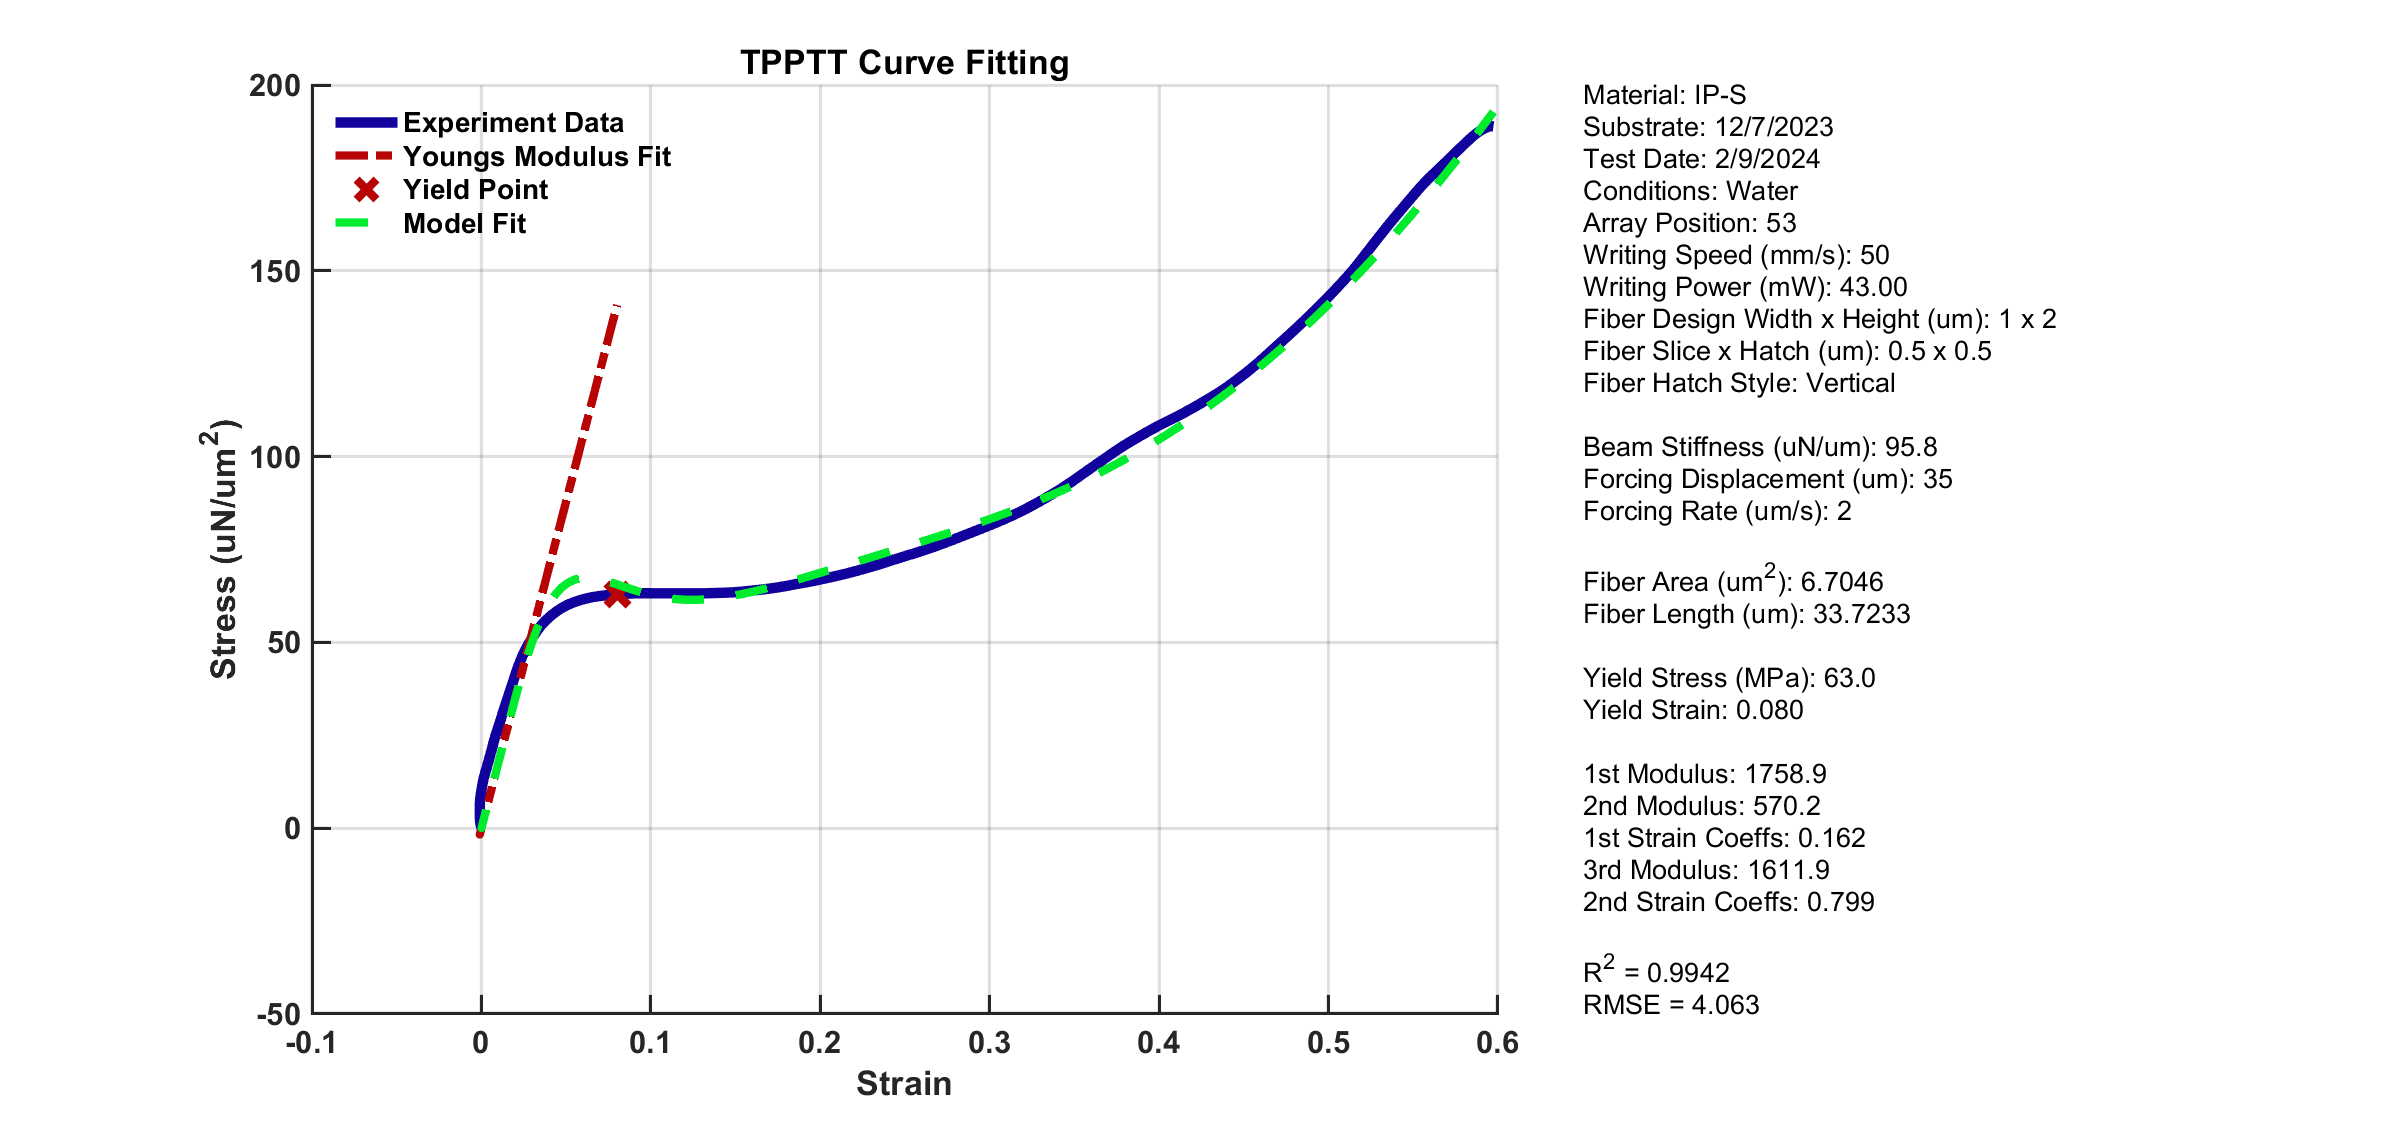 TPPTT Curve Fitting
200
150
100
50
0
-50
Stress (uN/um²)
Experiment Data
Youngs Modulus Fit
Yield Point
Model Fit
-0.1 0 0.1 0.2 0.3 0.4 0.5 0.6
Strain
Material: IP-S
Substrate: 12/7/2023
Test Date: 2/9/2024
Conditions: Water
Array Position: 53
Writing Speed (mm/s): 50
Writing Power (mW): 43.00
Fiber Design Width x Height (um): 1 x 2
Fiber Slice x Hatch (um): 0.5 x 0.5
Fiber Hatch Style: Vertical
Beam Stiffness (uN/um): 95.8
Forcing Displacement (um): 35
Forcing Rate (um/s): 2
Fiber Area (um²): 6.7046
Fiber Length (um): 33.7233
Yield Stress (MPa): 63.0
Yield Strain: 0.080
1st Modulus: 1758.9
2nd Modulus: 570.2
1st Strain Coeffs: 0.162
3rd Modulus: 1611.9
2nd Strain Coeffs: 0.799
R² = 0.9942
RMSE = 4.063